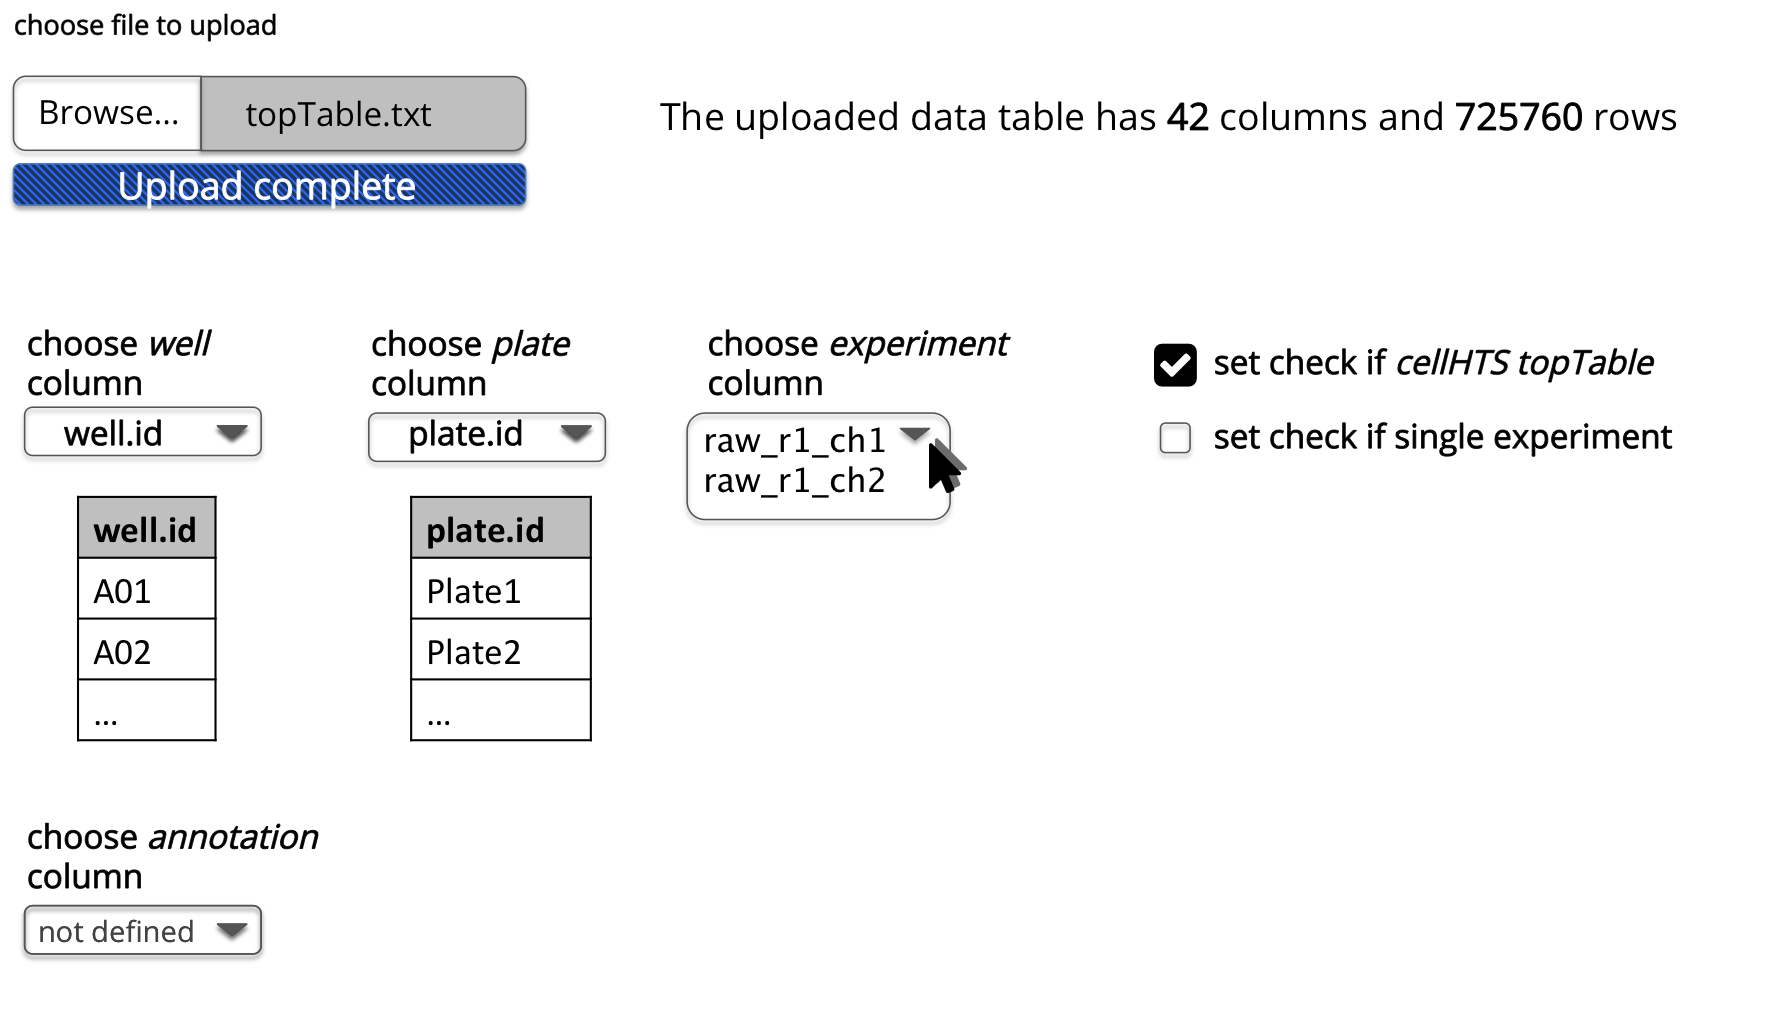 choose file to upload
Browse...
topTable.txt
The uploaded data table has 42 columns and 725760 rows
Upload complete
choose well
column
well.id
choose plate
column
plate.id
choose experiment
column
raw_r1_ch1
raw_r1_ch2
set check if cellHTS topTable
set check if single experiment
well.id
A01
A02
...
plate.id
Plate1
Plate2
...
choose annotation
column
not defined